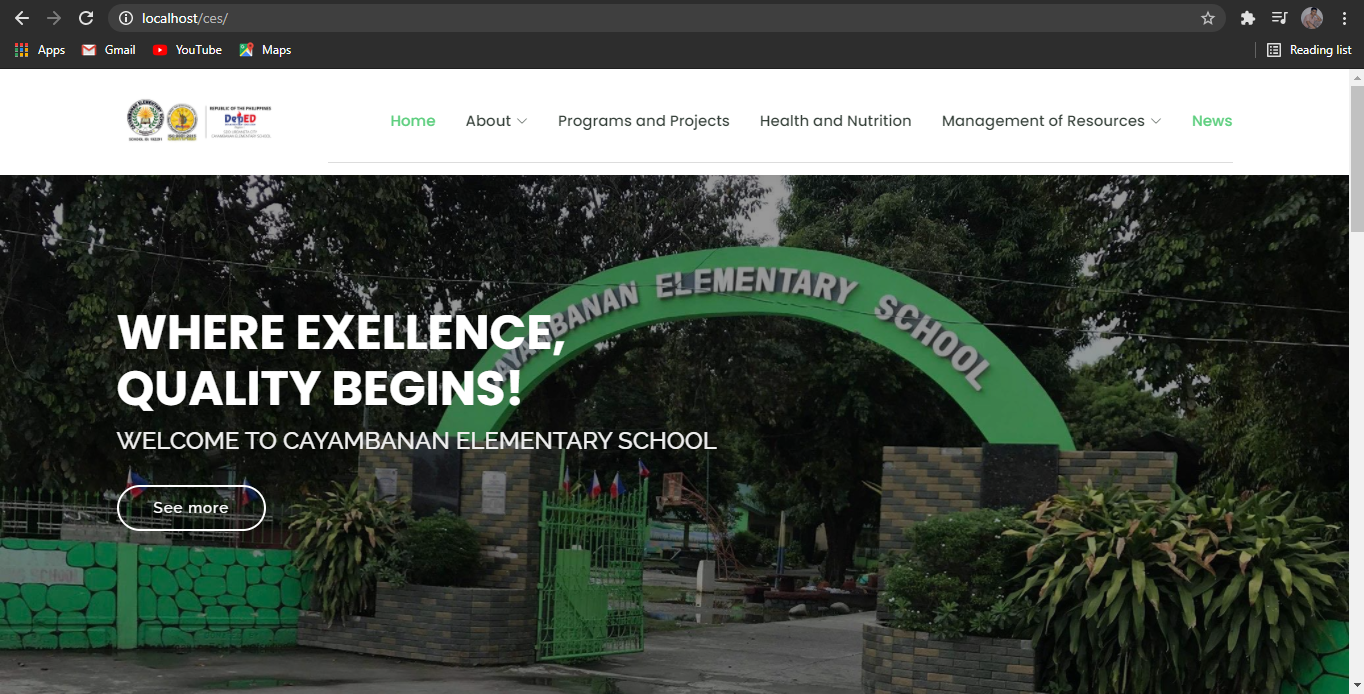 localhost/ces/
Apps Gmail YouTube Maps Reading list
REPUBLIC OF THE PHILIPPINES
DepED
Home About Programs and Projects Health and Nutrition Management of Resources News
AYAMBANAN ELEMENTARY SCHOOL
WHERE EXELLENCE,
QUALITY BEGINS!
WELCOME TO CAYAMBANAN ELEMENTARY SCHOOL
See more
SCHOOL